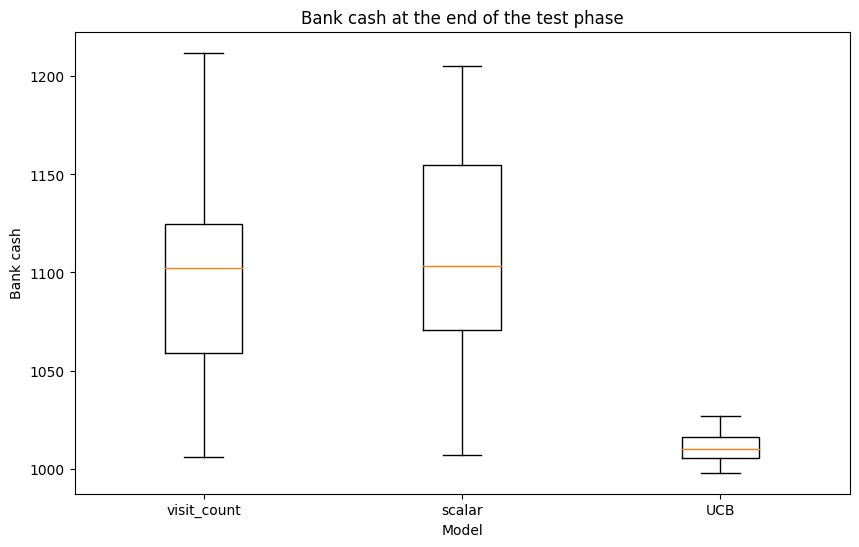 Bank cash at the end of the test phase
1200
1150
1100
1050
1000
Bank cash
visit_count
scalar
UCB
Model